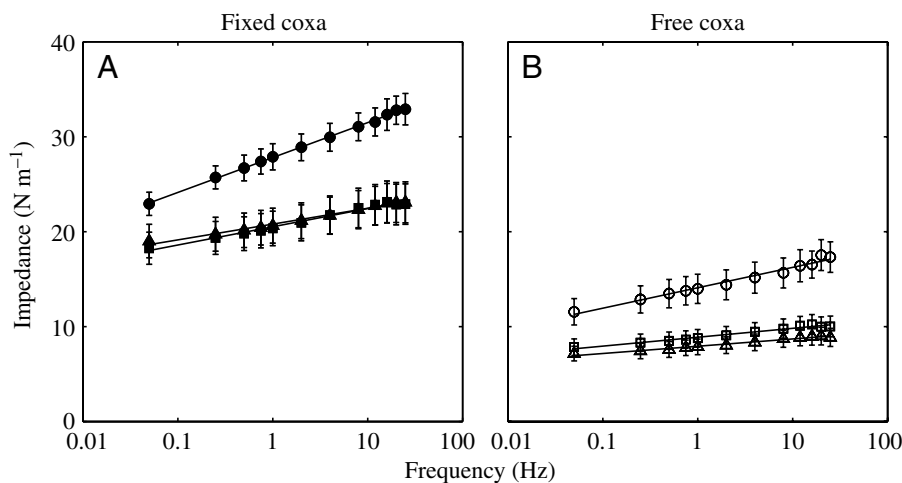 Fixed coxa
Free coxa
A
B
40
30
20
10
0
Impedance (N m⁻¹)
0.01 0.1 1 10 100
0.01 0.1 1 10 100
Frequency (Hz)